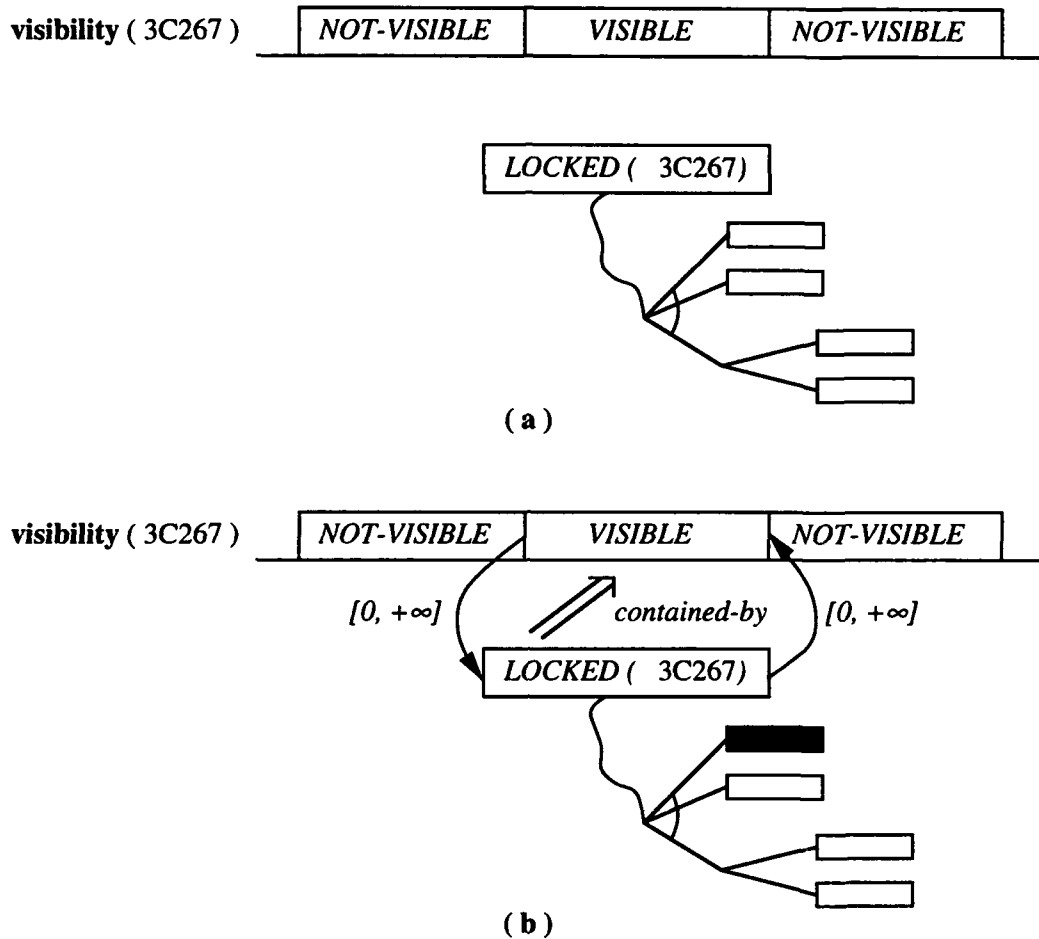 visibility ( 3C267 ) NOT-VISIBLE VISIBLE NOT-VISIBLE
LOCKED ( 3C267)
( a )
visibility ( 3C267 ) NOT-VISIBLE VISIBLE NOT-VISIBLE
[0, +∞] contained-by [0, +∞]
LOCKED ( 3C267)
( b )